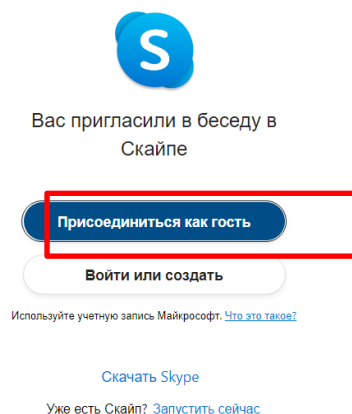 S
Вас пригласили в беседу в
Скайпе
Присоединиться как гость
Войти или создать
Используйте учетную запись Майкрософт. Что это такое?
Скачать Skype
Уже есть Скайп? Запустить сейчас